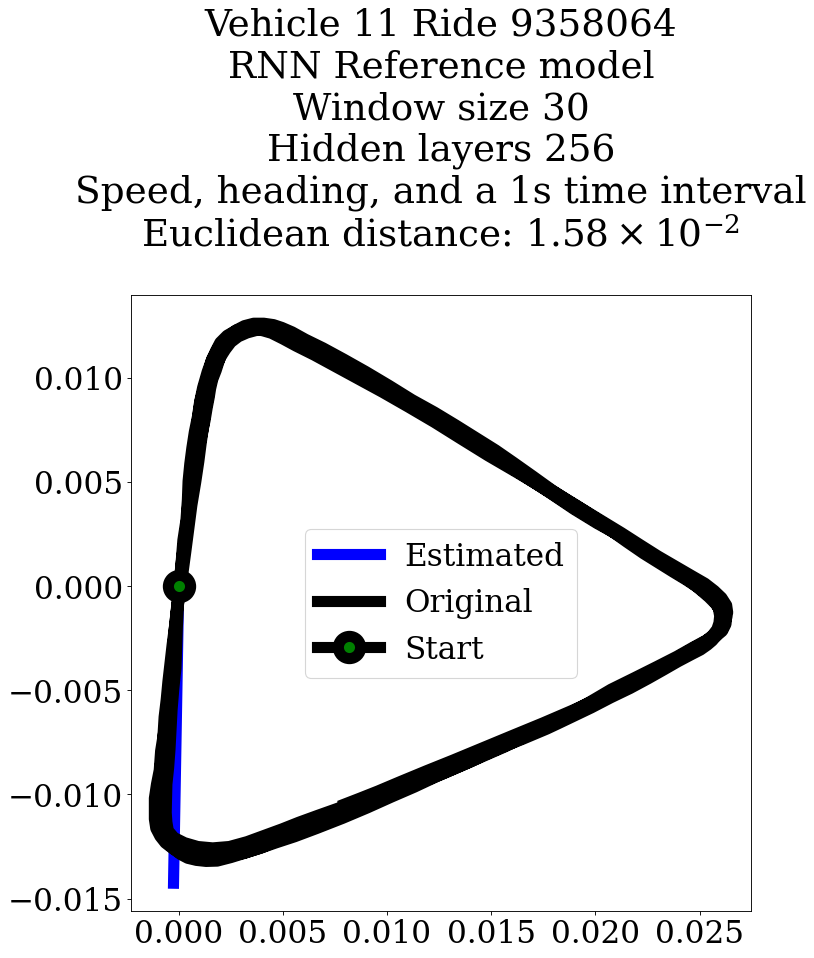 Vehicle 11 Ride 9358064
RNN Reference model
Window size 30
Hidden layers 256
Speed, heading, and a 1s time interval
Euclidean distance: 1.58 × 10⁻²
0.010
0.005
0.000
−0.005
−0.010
−0.015
Estimated
Original
Start
0.000 0.005 0.010 0.015 0.020 0.025